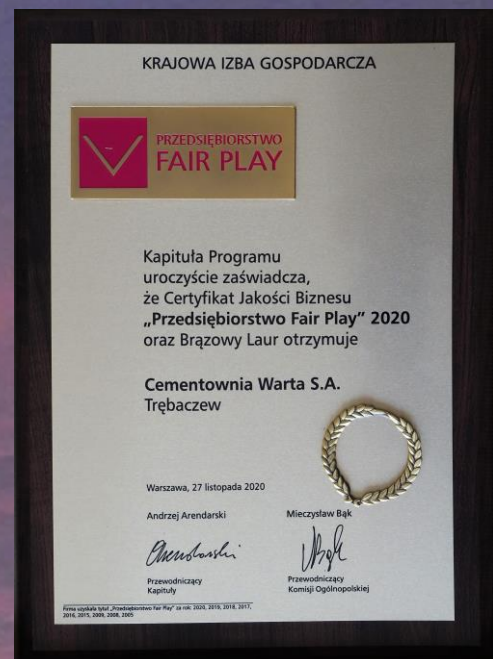 KRAJOWA IZBA GOSPODARCZA
PRZEDSIĘBIORSTWO
FAIR PLAY
Kapituła Programu
uroczyście zaświadcza,
że Certyfikat Jakości Biznesu
„Przedsiębiorstwo Fair Play” 2020
oraz Brązowy Laur otrzymuje
Cementownia Warta S.A.
Trębaczew
Warszawa, 27 listopada 2020
Andrzej Arendarski
Mieczysław Bąk
Przewodniczący
Kapituły
Przewodniczący
Komisji Ogólnopolskiej
Firma uzyskała tytuł „Przedsiębiorstwo Fair Play” za rok: 2020, 2019, 2018, 2017,
2016, 2015, 2009, 2008, 2005